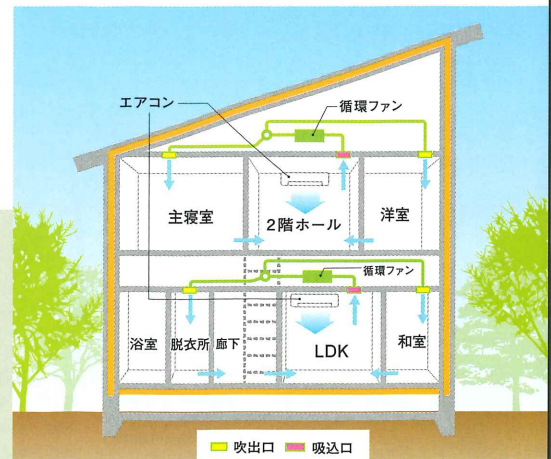 エアコン
循環ファン
主寝室
2階ホール
洋室
循環ファン
浴室
脱衣所
廊下
LDK
和室
吹出口
吸込口